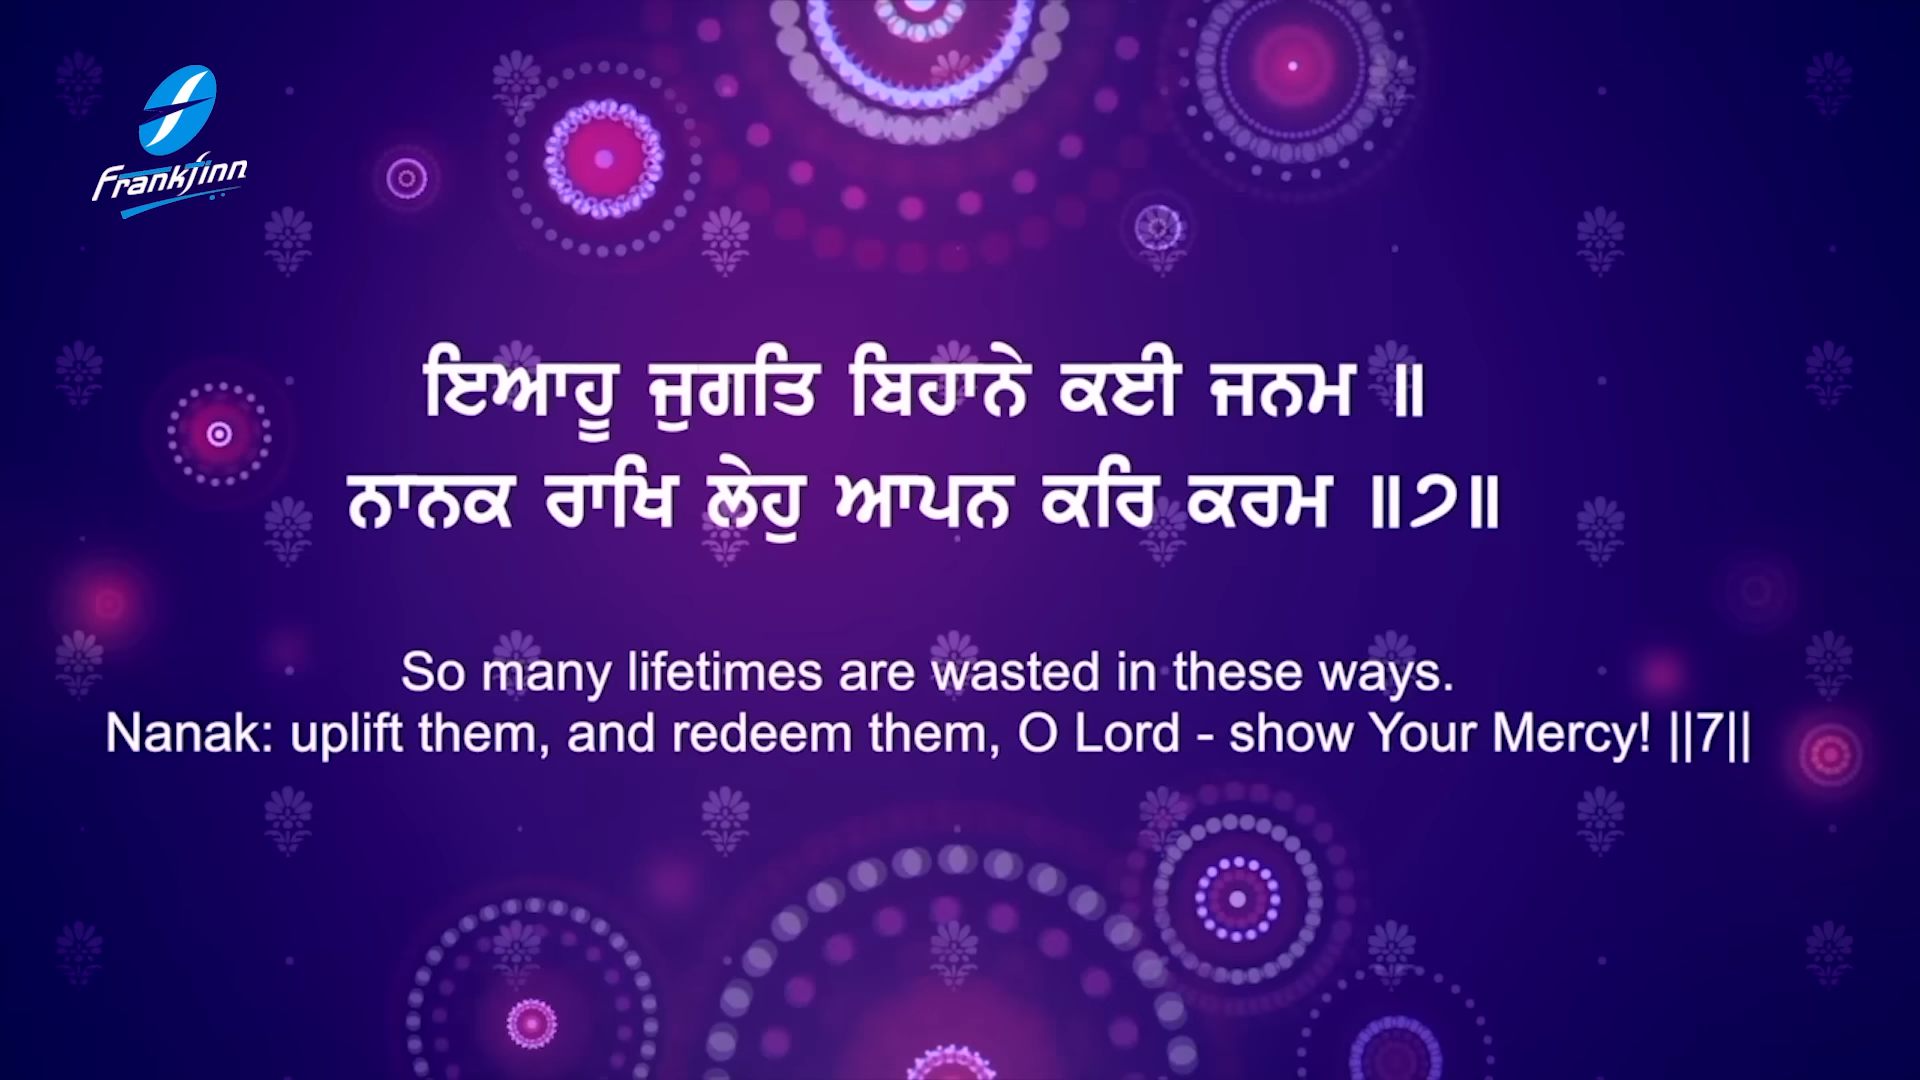 Frankfinn
ਇਆਹੂ ਜੁਗਤਿ ਬਿਹਾਨੇ ਕਈ ਜਨਮ ॥
ਨਾਨਕ ਰਾਖਿ ਲੇਹੁ ਆਪਨ ਕਰਿ ਕਰਮ ॥੭॥
So many lifetimes are wasted in these ways.
Nanak: uplift them, and redeem them, O Lord - show Your Mercy! ||7||